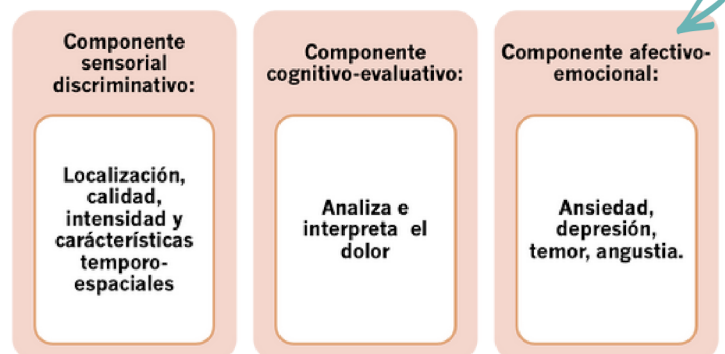 Componente
sensorial
discriminativo:
Localización,
calidad,
intensidad y
carácterísticas
temporo-
espaciales
Componente
cognitivo-evaluativo:
Analiza e
interpreta el
dolor
Componente afectivo-
emocional:
Ansiedad,
depresión,
temor, angustia.